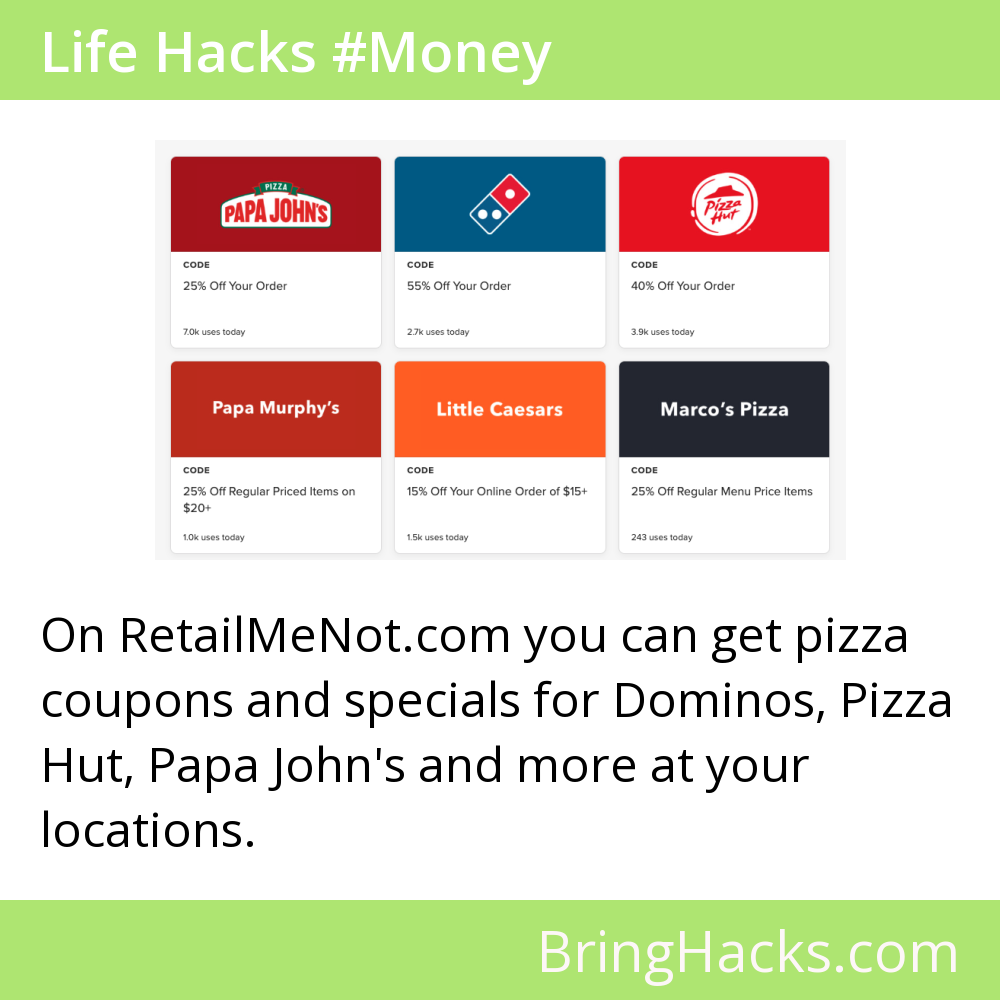 Life Hacks #Money
PIZZA
PAPA JOHN'S
CODE
25% Off Your Order
7.0k uses today
CODE
55% Off Your Order
2.7k uses today
Pizza
Hut
CODE
40% Off Your Order
3.9k uses today
Papa Murphy's
CODE
25% Off Regular Priced Items on
$20+
1.0k uses today
Little Caesars
CODE
15% Off Your Online Order of $15+
1.5k uses today
Marco's Pizza
CODE
25% Off Regular Menu Price Items
243 uses today
On RetailMeNot.com you can get pizza
coupons and specials for Dominos, Pizza
Hut, Papa John's and more at your
locations.
BringHacks.com